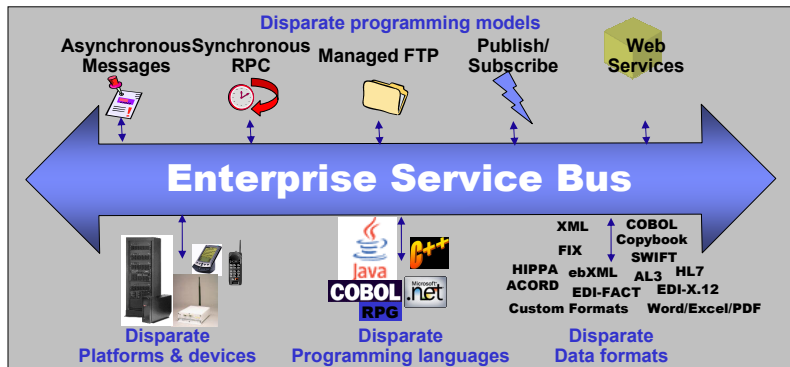 Disparate programming models
Asynchronous
Messages
Synchronous
RPC
Managed FTP
Publish/
Subscribe
Web
Services
Enterprise Service Bus
Java
C++
COBOL
Microsoft
.net
RPG
XML
COBOL
Copybook
FIX
SWIFT
HIPPA
ebXML
AL3
HL7
ACORD
EDI-FACT
EDI-X.12
Custom Formats
Word/Excel/PDF
Disparate
Platforms & devices
Disparate
Programming languages
Disparate
Data formats